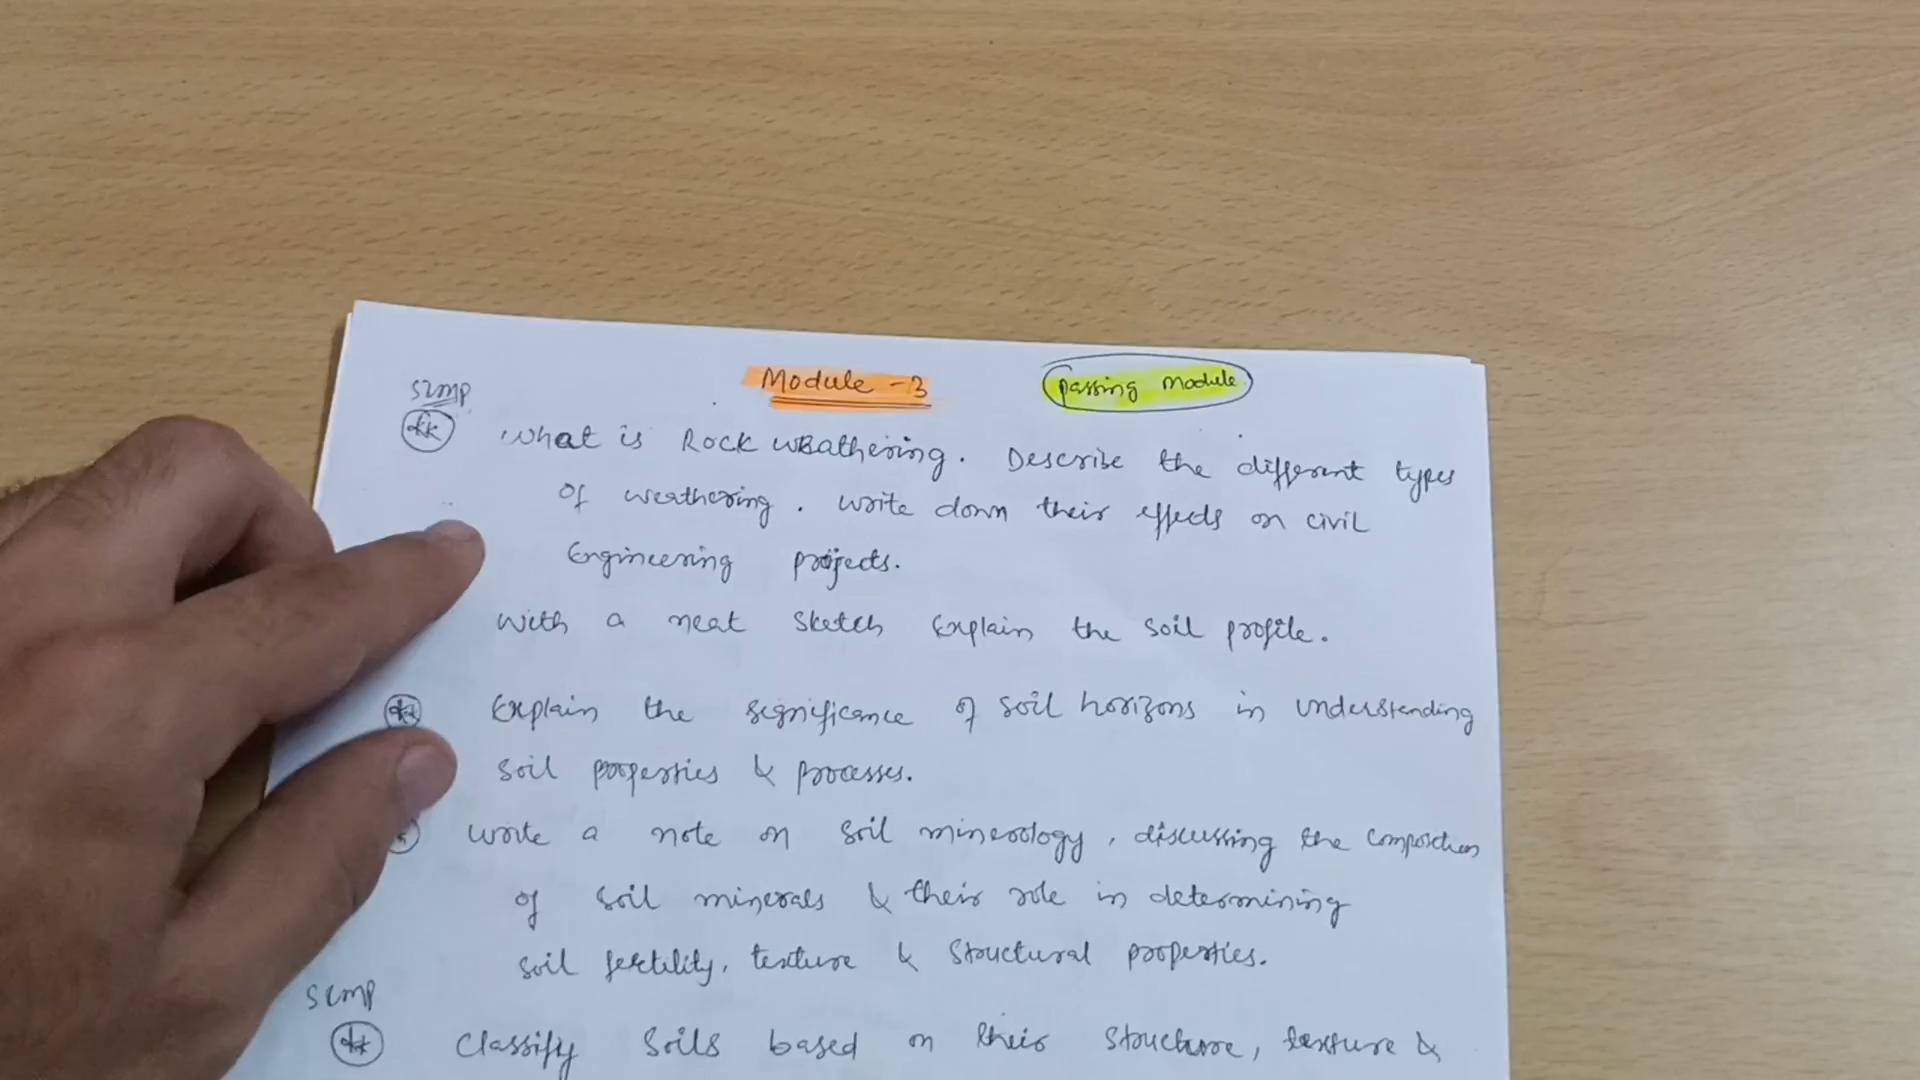 Module - 3
passing module
SIMP
** What is Rock weathering. Describe the different types
of weathering. write down their effects on civil
Engineering projects.
with a neat sketch Explain the soil profile.
** Explain the significance of soil horizons in understanding
soil properties & processes.
write a note on soil minerology, discussing the composition
of soil minerals & their role in determining
soil fertility, texture & structural properties.
SIMP
** Classify soils based on their structure, texture &